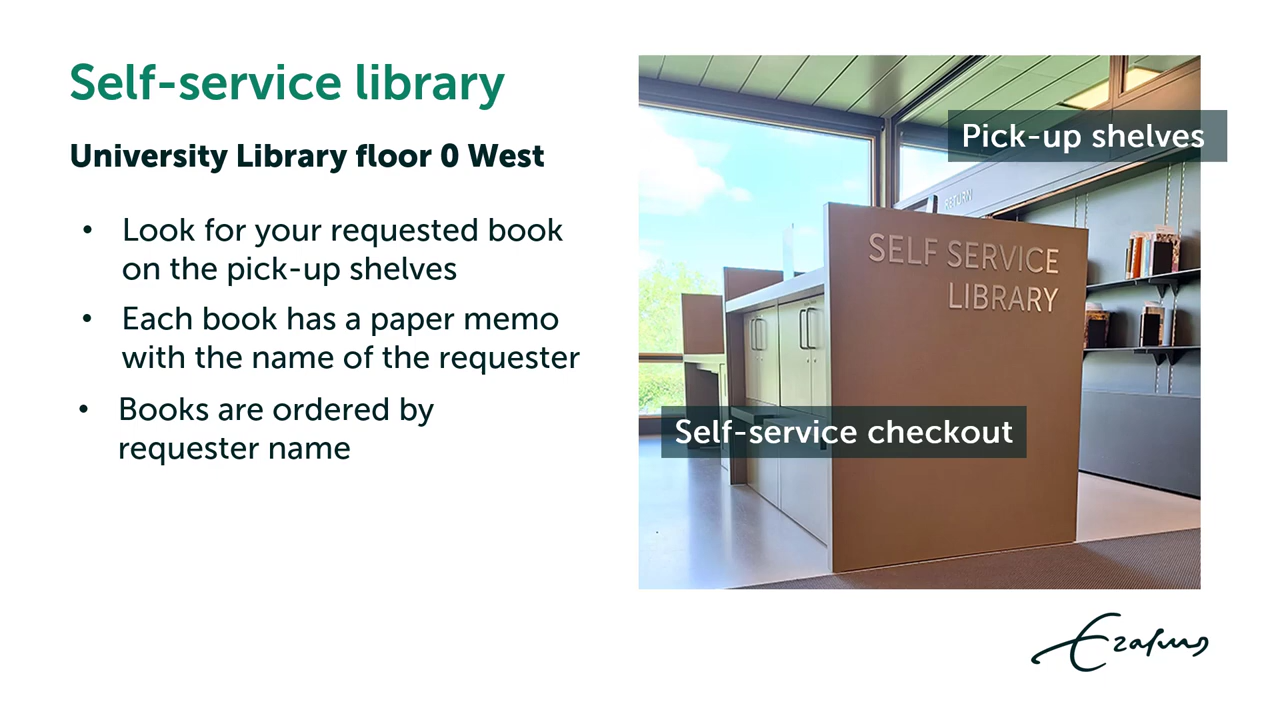 Self-service library
University Library floor 0 West
• Look for your requested book
on the pick-up shelves
• Each book has a paper memo
with the name of the requester
• Books are ordered by
requester name
Pick-up shelves
RETURN
SELF SERVICE
LIBRARY
Self-service checkout
Erasmus